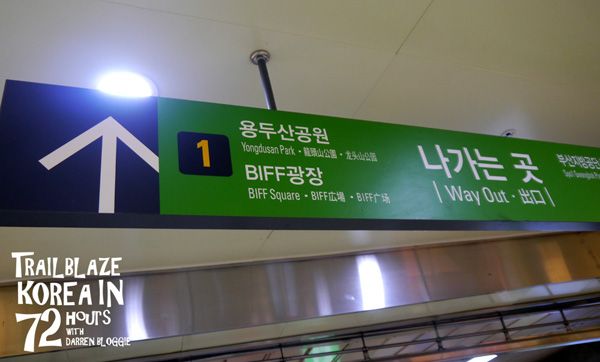 1
용두산공원
Yongdusan Park · 龍頭山公園 · 龙头山公园
BIFF광장
BIFF Square · BIFF広場 · BIFF广场
나가는 곳
| Way Out · 出口 |
TRAILBLAZE
KOREA IN
72 HOURS
WITH
DARREN BLOGGIE